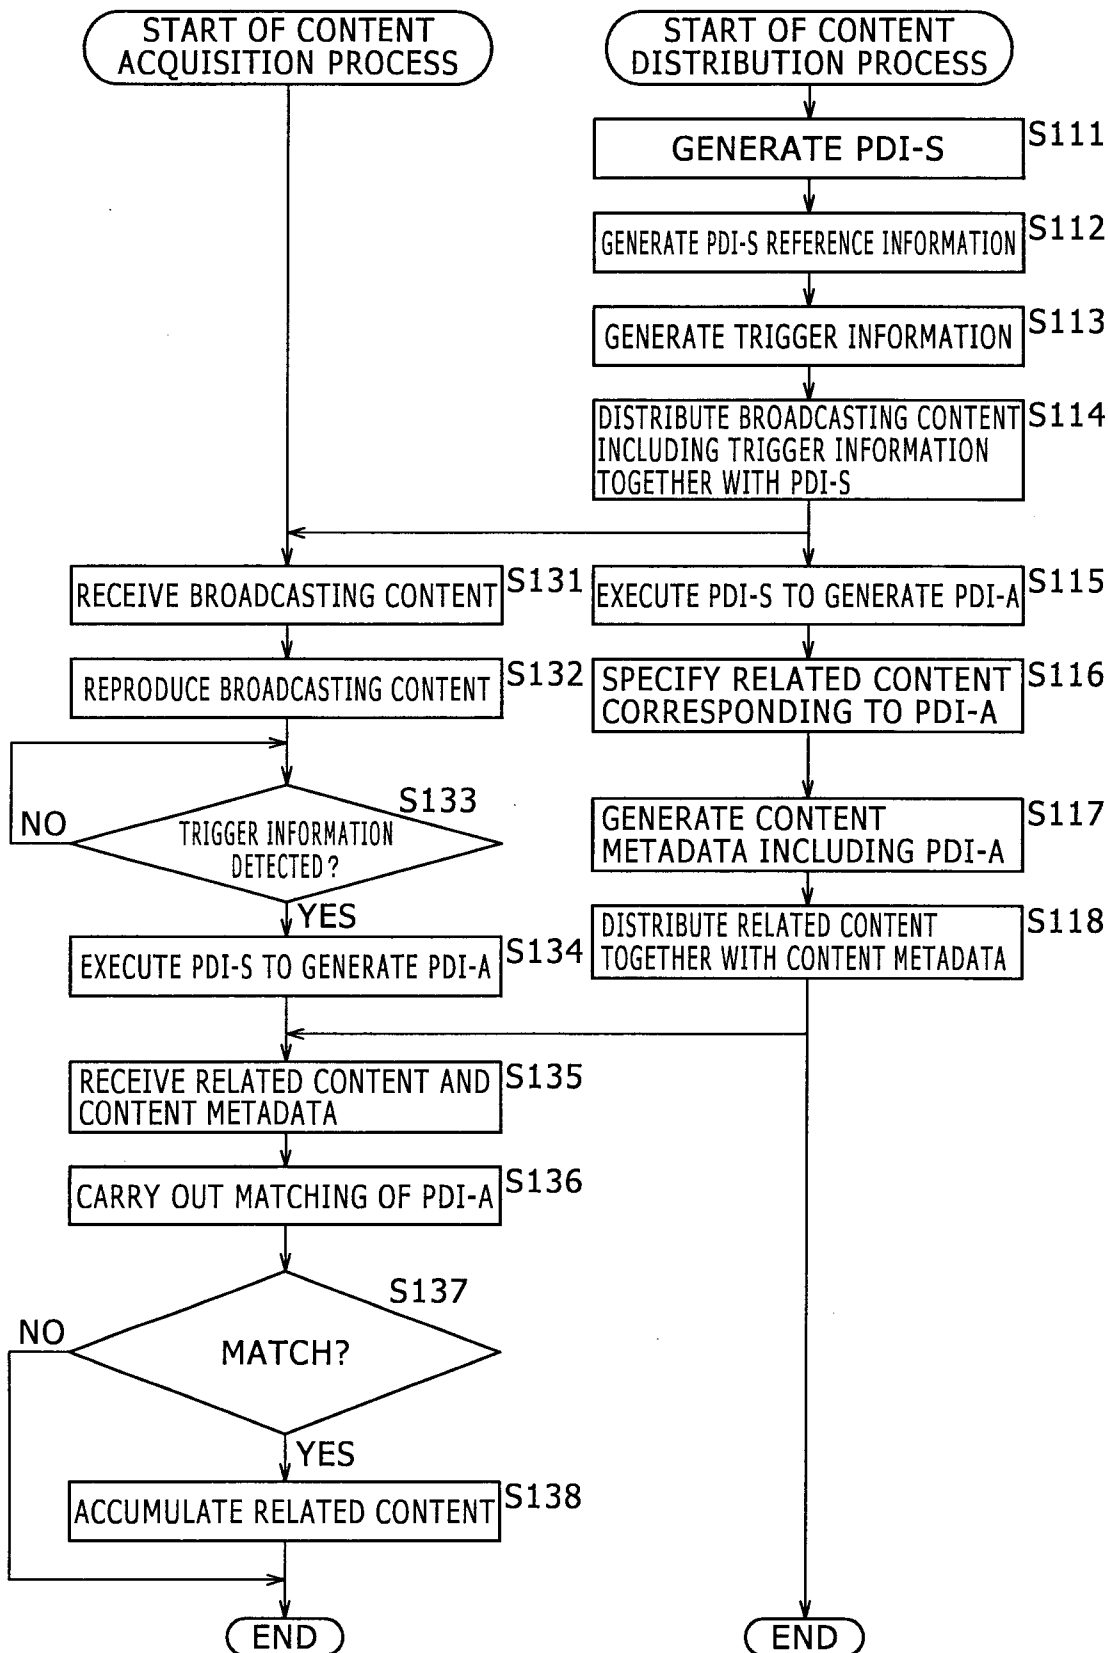 START OF CONTENT
ACQUISITION PROCESS
START OF CONTENT
DISTRIBUTION PROCESS
GENERATE PDI-S
S111
GENERATE PDI-S REFERENCE INFORMATION
S112
GENERATE TRIGGER INFORMATION
S113
DISTRIBUTE BROADCASTING CONTENT
INCLUDING TRIGGER INFORMATION
TOGETHER WITH PDI-S
S114
RECEIVE BROADCASTING CONTENT
S131
EXECUTE PDI-S TO GENERATE PDI-A
S115
REPRODUCE BROADCASTING CONTENT
S132
SPECIFY RELATED CONTENT
CORRESPONDING TO PDI-A
S116
S133
NO
TRIGGER INFORMATION
DETECTED?
YES
GENERATE CONTENT
METADATA INCLUDING PDI-A
S117
EXECUTE PDI-S TO GENERATE PDI-A
S134
DISTRIBUTE RELATED CONTENT
TOGETHER WITH CONTENT METADATA
S118
RECEIVE RELATED CONTENT AND
CONTENT METADATA
S135
CARRY OUT MATCHING OF PDI-A
S136
S137
NO
MATCH?
YES
ACCUMULATE RELATED CONTENT
S138
END
END